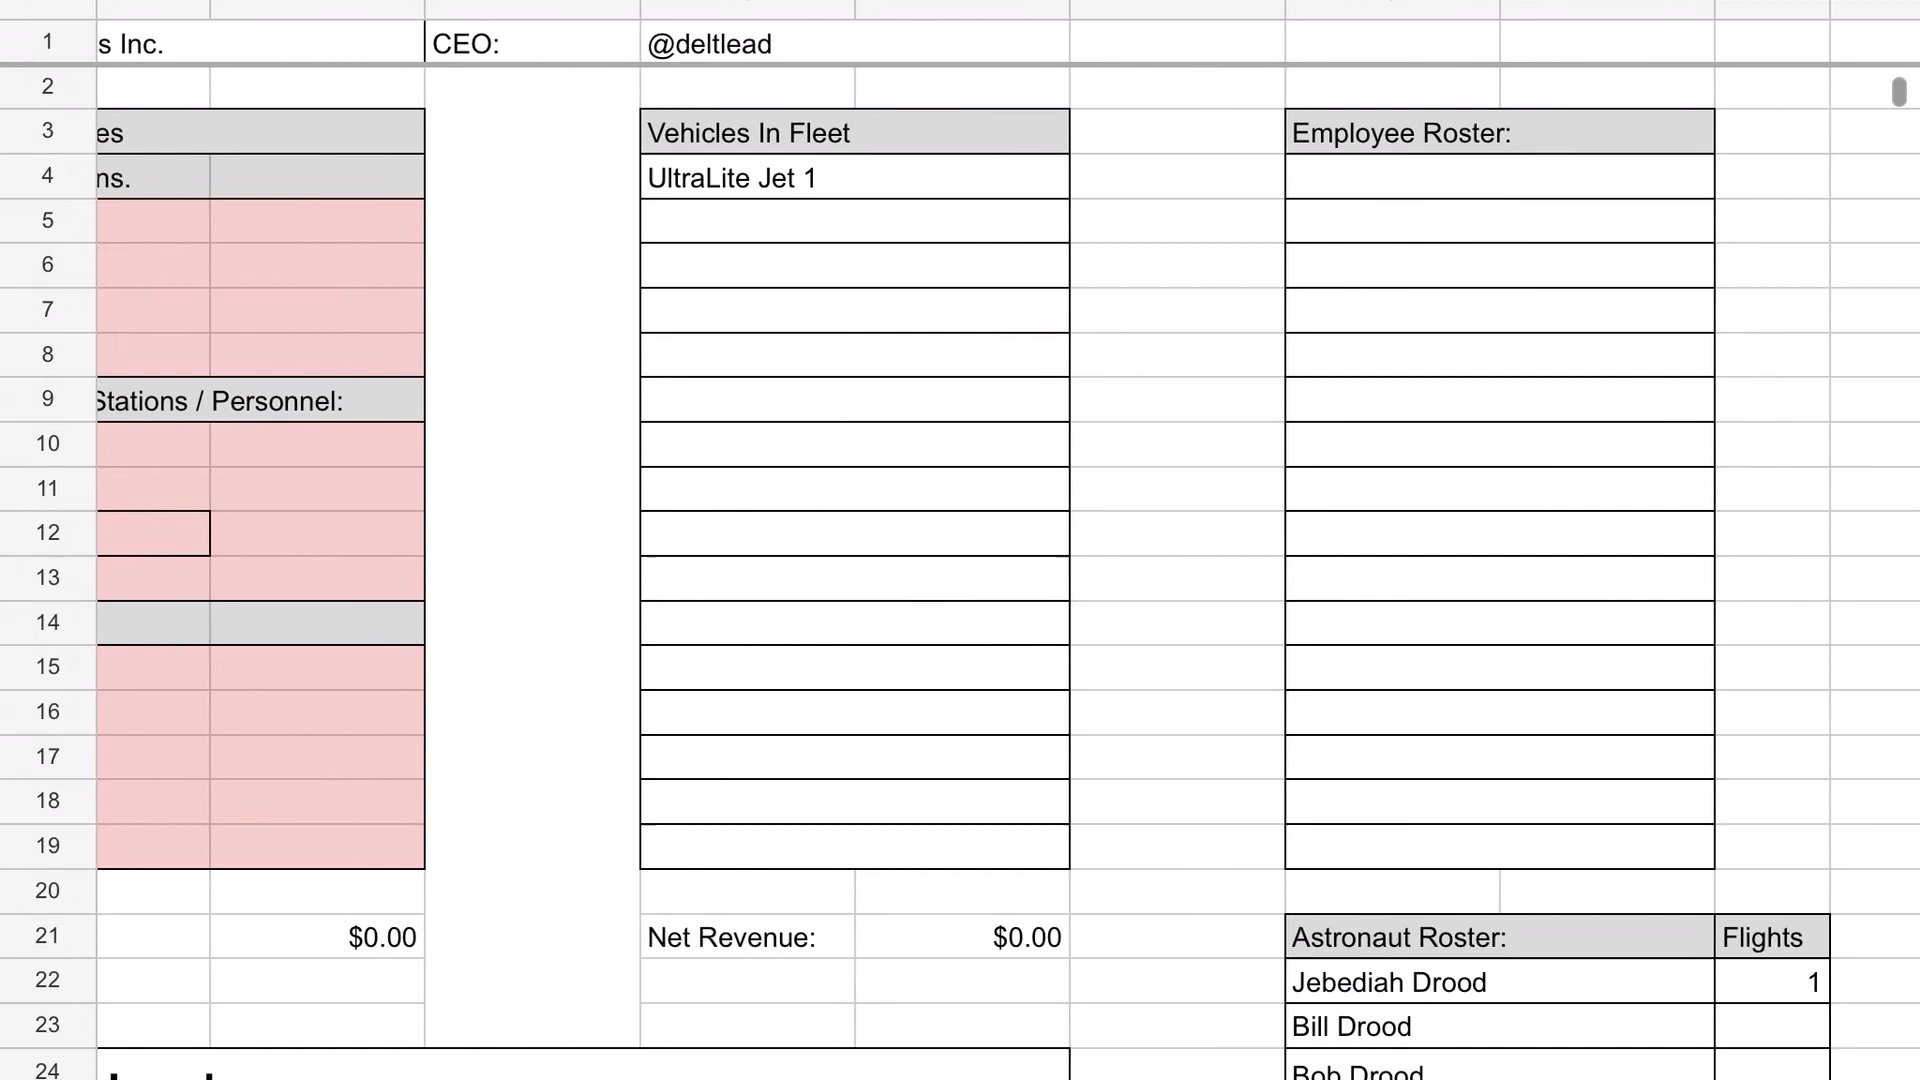 1 s Inc. CEO: @deltlead
2
3 es Vehicles In Fleet Employee Roster:
4 ns. UltraLite Jet 1
5
6
7
8
9 Stations / Personnel:
10
11
12
13
14
15
16
17
18
19
20
21 $0.00 Net Revenue: $0.00 Astronaut Roster: Flights
22 Jebediah Drood 1
23 Bill Drood
24 Bob Drood